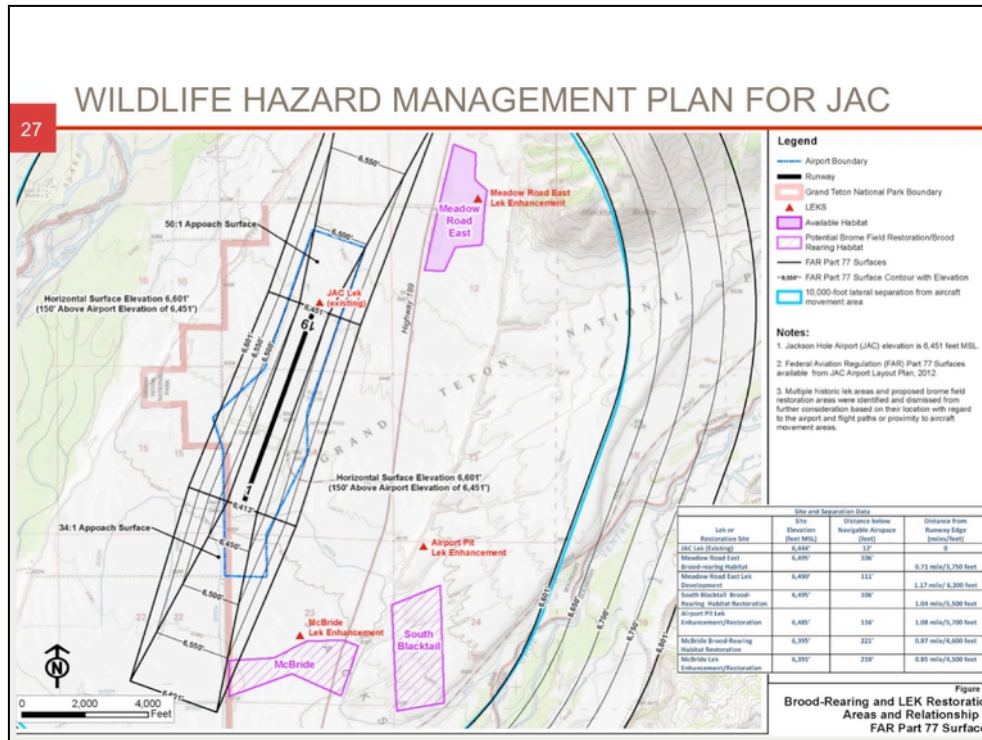 WILDLIFE HAZARD MANAGEMENT PLAN FOR JAC
27
6,550'
50:1 Appoach Surface
6,500'
Meadow
Road
East
Meadow Road East
Lek Enhancement
Highway 189
JAC Lek
(existing)
6,451'
19
Horizontal Surface Elevation 6,601'
(150' Above Airport Elevation of 6,451')
6,601'
6,550'
6,500'
GRAND TETON NATIONAL P
1
6,413'
Horizontal Surface Elevation 6,601'
(150' Above Airport Elevation of 6,451')
34:1 Appoach Surface
6,450'
6,500'
6,550'
6,601'
Airport Pit
Lek Enhancement
McBride
Lek Enhancement
McBride
South
Blacktail
6,601'
6,650'
6,700'
6,750'
6,801'
N
0 2,000 4,000
Feet
Legend
Airport Boundary
Runway
Grand Teton National Park Boundary
LEKS
Available Habitat
Potential Brome Field Restoration/Brood
Rearing Habitat
FAR Part 77 Surfaces
6,550' FAR Part 77 Surface Contour with Elevation
10,000-foot lateral separation from aircraft
movement area
Notes:
1. Jackson Hole Airport (JAC) elevation is 6,451 feet MSL.
2. Federal Aviation Regulation (FAR) Part 77 Surfaces
available from JAC Airport Layout Plan, 2012.
3. Multiple historic lek areas and proposed brome field
restoration areas were identified and dismissed from
further consideration based on their location with regard
to the airport and flight paths or proximity to aircraft
movement areas.
Site and Separation Data
Lek or Restoration Site Site Elevation (feet MSL) Distance below Navigable Airspace (feet) Distance from Runway Edge (miles/feet)
JAC Lek (Existing) 6,444' 12' 0
Meadow Road East
Brood-rearing Habitat 6,495' 106' 0.71 mile/3,750 feet
Meadow Road East Lek
Development 6,490' 111' 1.17 mile/ 6,200 feet
South Blacktail Brood-
Rearing Habitat Restoration 6,495' 106' 1.04 mile/5,500 feet
Airport Pit Lek
Enhancement/Restoration 6,485' 116' 1.08 mile/5,700 feet
McBride Brood-Rearing
Habitat Restoration 6,395' 221' 0.87 mile/4,600 feet
McBride Lek
Enhancement/Restoration 6,391' 0.85 mile/4,500 feet
Figure
Brood-Rearing and LEK Restoratio
Areas and Relationship
FAR Part 77 Surface